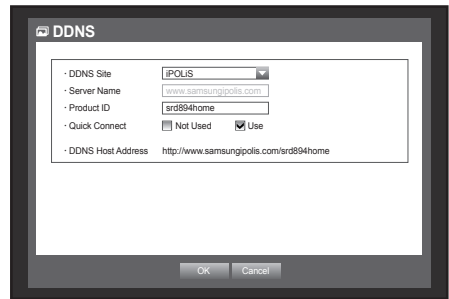 DDNS
· DDNS Site iPOLiS
· Server Name www.samsungipolis.com
· Product ID srd894home
· Quick Connect Not Used Use
· DDNS Host Address http://www.samsungipolis.com/srd894home
OK Cancel